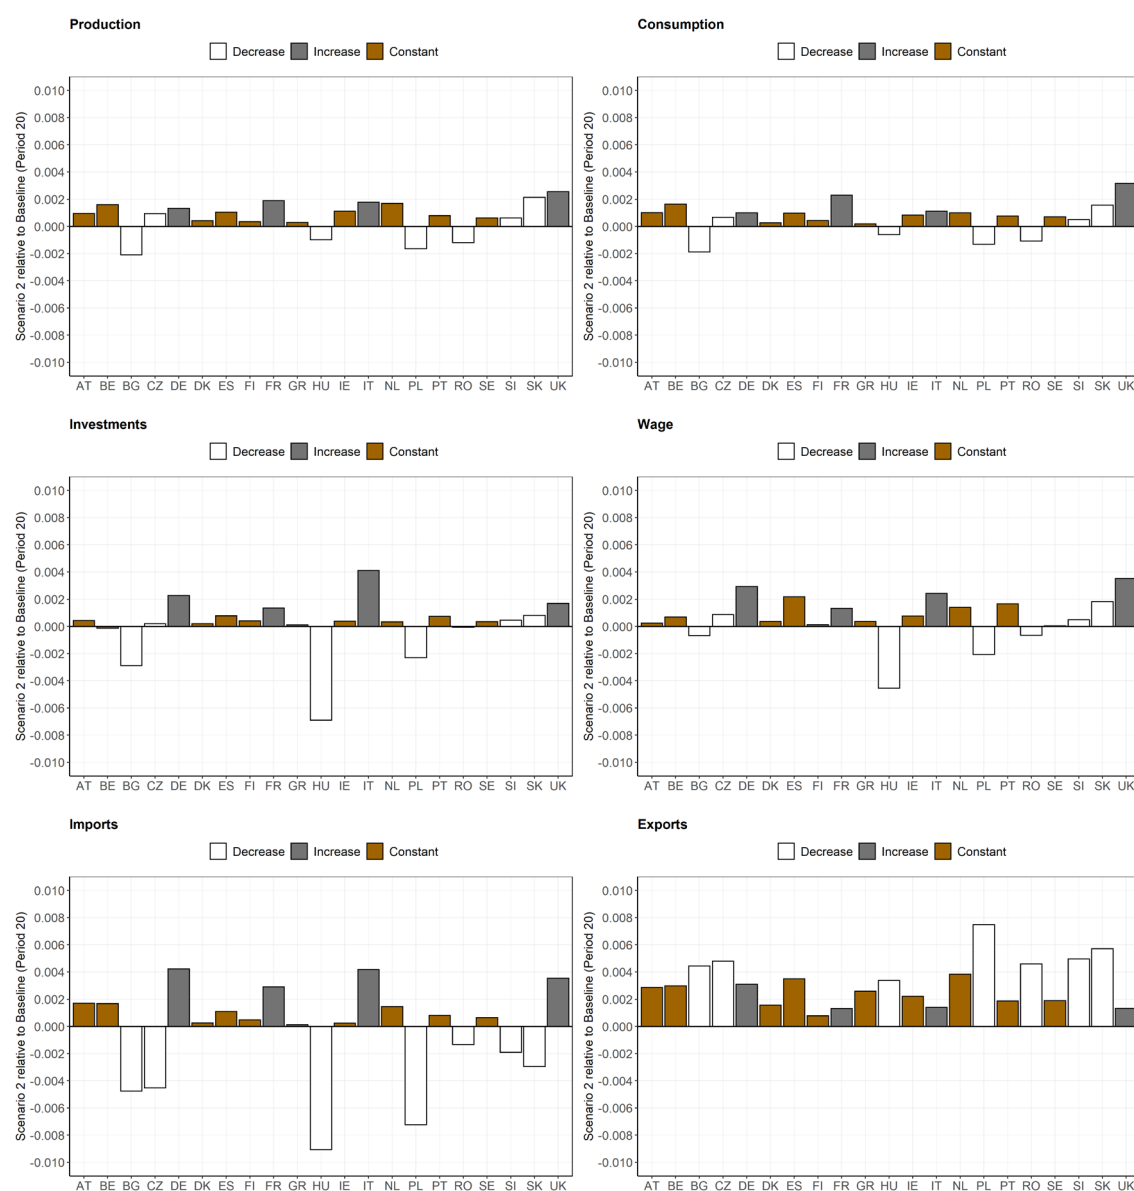 Production
Decrease Increase Constant
Scenario 2 relative to Baseline (Period 20)
0.010
0.008
0.006
0.004
0.002
0.000
-0.002
-0.004
-0.006
-0.008
-0.010
AT BE BG CZ DE DK ES FI FR GR HU IE IT NL PL PT RO SE SI SK UK
Consumption
Decrease Increase Constant
Scenario 2 relative to Baseline (Period 20)
0.010
0.008
0.006
0.004
0.002
0.000
-0.002
-0.004
-0.006
-0.008
-0.010
AT BE BG CZ DE DK ES FI FR GR HU IE IT NL PL PT RO SE SI SK UK
Investments
Decrease Increase Constant
Scenario 2 relative to Baseline (Period 20)
0.010
0.008
0.006
0.004
0.002
0.000
-0.002
-0.004
-0.006
-0.008
-0.010
AT BE BG CZ DE DK ES FI FR GR HU IE IT NL PL PT RO SE SI SK UK
Wage
Decrease Increase Constant
Scenario 2 relative to Baseline (Period 20)
0.010
0.008
0.006
0.004
0.002
0.000
-0.002
-0.004
-0.006
-0.008
-0.010
AT BE BG CZ DE DK ES FI FR GR HU IE IT NL PL PT RO SE SI SK UK
Imports
Decrease Increase Constant
Scenario 2 relative to Baseline (Period 20)
0.010
0.008
0.006
0.004
0.002
0.000
-0.002
-0.004
-0.006
-0.008
-0.010
AT BE BG CZ DE DK ES FI FR GR HU IE IT NL PL PT RO SE SI SK UK
Exports
Decrease Increase Constant
Scenario 2 relative to Baseline (Period 20)
0.010
0.008
0.006
0.004
0.002
0.000
-0.002
-0.004
-0.006
-0.008
-0.010
AT BE BG CZ DE DK ES FI FR GR HU IE IT NL PL PT RO SE SI SK UK